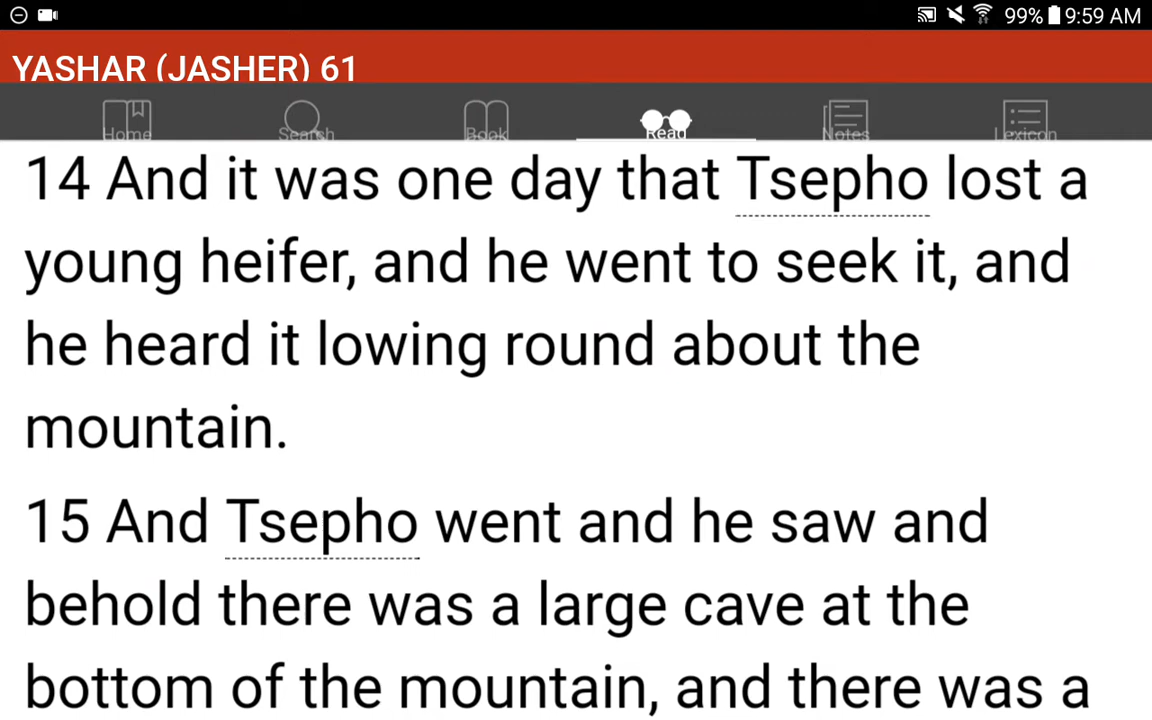 99% 9:59 AM
YASHAR (JASHER) 61
Home Search Book Read Notes Lexicon
14 And it was one day that Tsepho lost a
young heifer, and he went to seek it, and
he heard it lowing round about the
mountain.
15 And Tsepho went and he saw and
behold there was a large cave at the
bottom of the mountain, and there was a